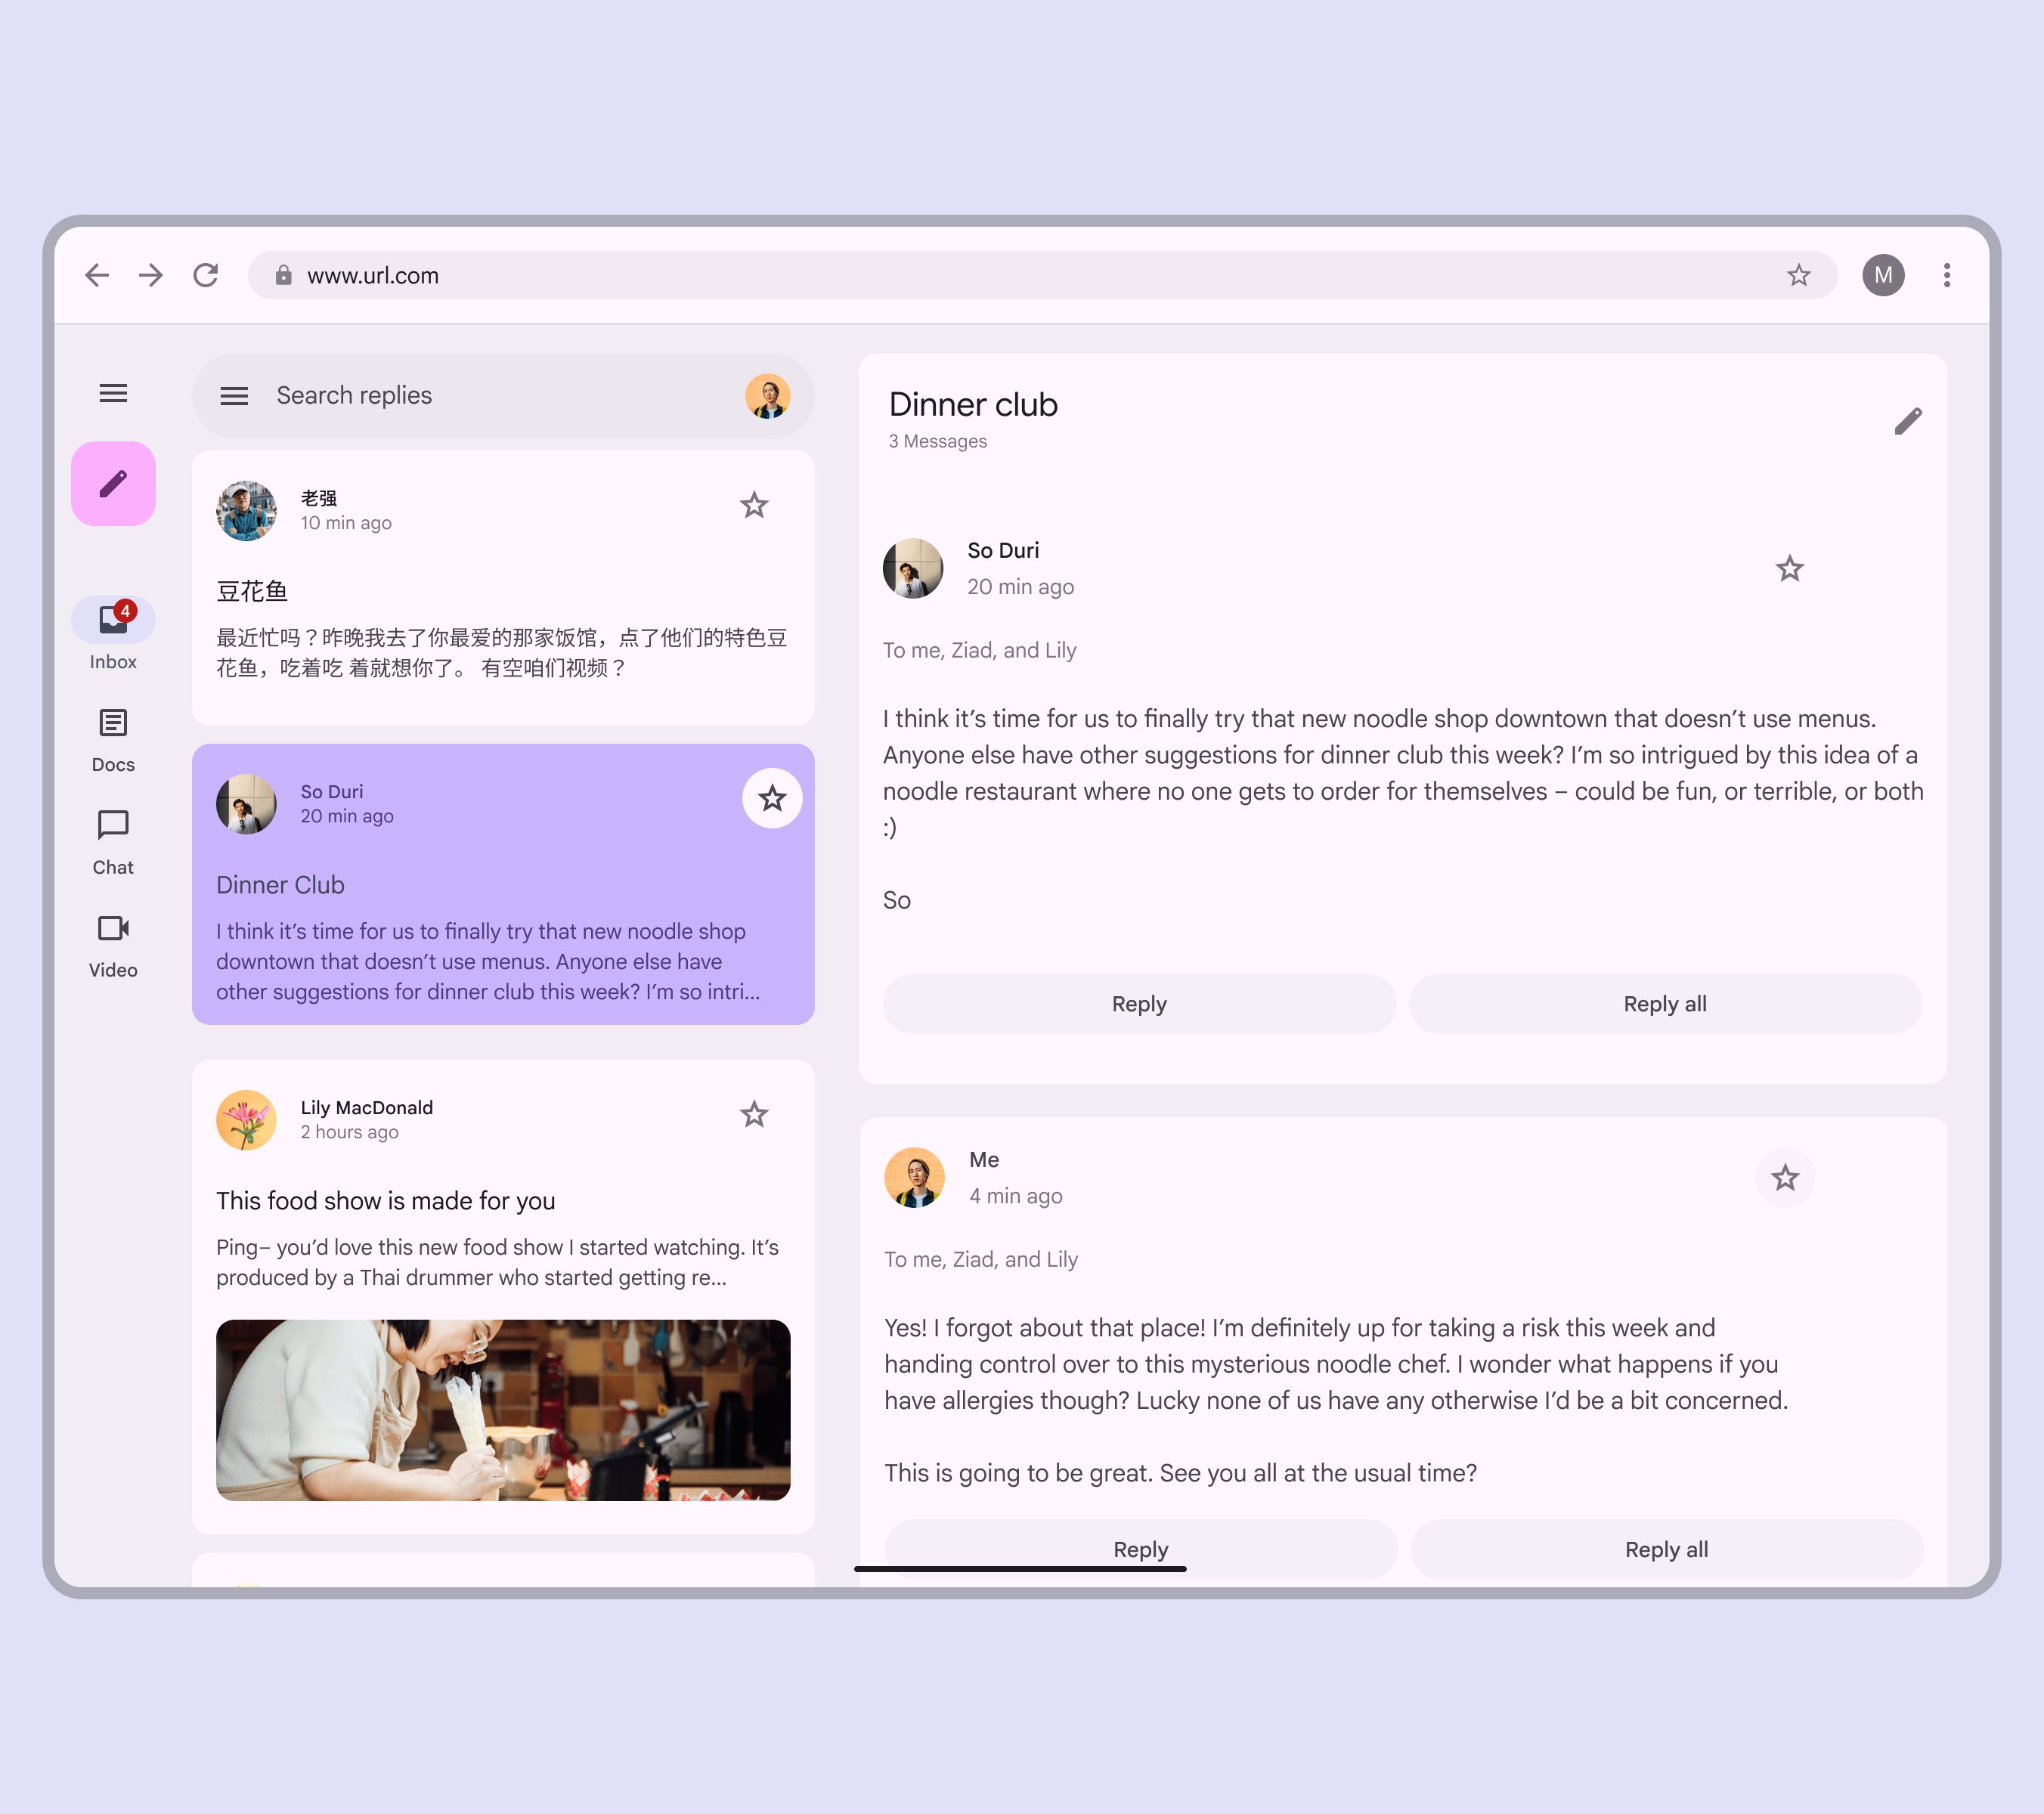 www.url.com
M
Search replies
4
Inbox
Docs
Chat
Video
老强
10 min ago
豆花鱼
最近忙吗？昨晚我去了你最爱的那家饭馆，点了他们的特色豆
花鱼，吃着吃 着就想你了。 有空咱们视频？
So Duri
20 min ago
Dinner Club
I think it’s time for us to finally try that new noodle shop
downtown that doesn’t use menus. Anyone else have
other suggestions for dinner club this week? I’m so intri...
Lily MacDonald
2 hours ago
This food show is made for you
Ping– you’d love this new food show I started watching. It’s
produced by a Thai drummer who started getting re...
Dinner club
3 Messages
So Duri
20 min ago
To me, Ziad, and Lily
I think it’s time for us to finally try that new noodle shop downtown that doesn’t use menus.
Anyone else have other suggestions for dinner club this week? I’m so intrigued by this idea of a
noodle restaurant where no one gets to order for themselves – could be fun, or terrible, or both
:)
So
Reply
Reply all
Me
4 min ago
To me, Ziad, and Lily
Yes! I forgot about that place! I’m definitely up for taking a risk this week and
handing control over to this mysterious noodle chef. I wonder what happens if you
have allergies though? Lucky none of us have any otherwise I’d be a bit concerned.
This is going to be great. See you all at the usual time?
Reply
Reply all